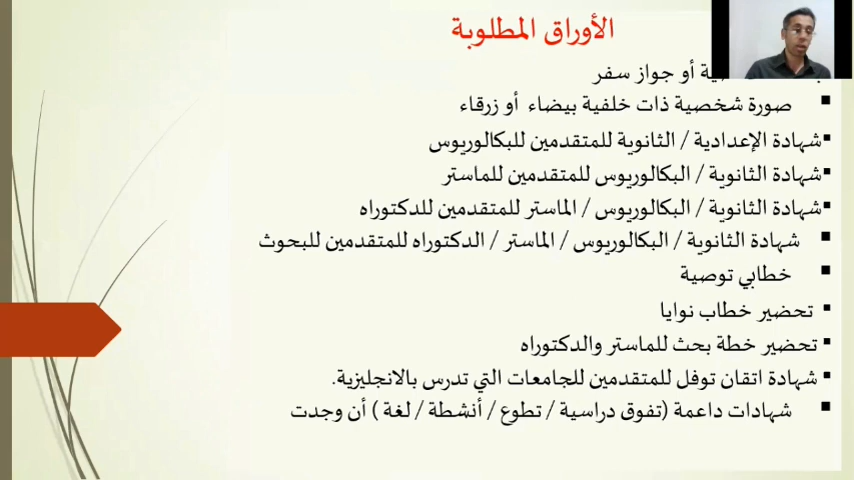 الأوراق المطلوبة
أو جواز سفر
صورة شخصية ذات خلفية بيضاء أو زرقاء
شهادة الإعدادية / الثانوية للمتقدمين للبكالوريوس
شهادة الثانوية / البكالوريوس للمتقدمين للماستر
شهادة الثانوية / البكالوريوس / الماستر للمتقدمين للدكتوراه
شهادة الثانوية / البكالوريوس / الماستر / الدكتوراه للمتقدمين للبحوث
خطابي توصية
تحضير خطاب نوايا
تحضير خطة بحث للماستر والدكتوراه
شهادة اتقان توفل للمتقدمين للجامعات التي تدرس بالانجليزية.
شهادات داعمة (تفوق دراسية / تطوع / أنشطة / لغة ) أن وجدت